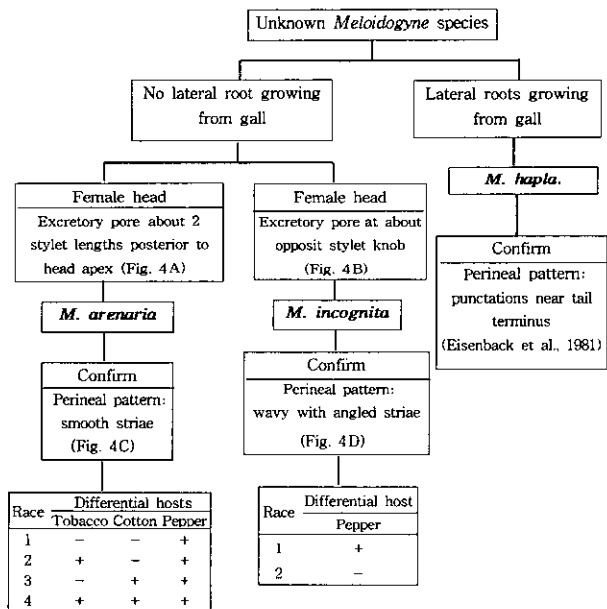 Unknown Meloidogyne species
No lateral root growing
from gall
Lateral roots growing
from gall
M. hapla.
Confirm
Perineal pattern:
punctations near tail
terminus
(Eisenback et al., 1981)
Female head
Excretory pore about 2
stylet lengths posterior to
head apex (Fig. 4A)
M. arenaria
Confirm
Perineal pattern:
smooth striae
(Fig. 4C)
Female head
Excretory pore at about
opposit stylet knob
(Fig. 4B)
M. incognita
Confirm
Perineal pattern:
wavy with angled striae
(Fig. 4D)
Race Differential hosts
Tobacco Cotton Pepper
1 − − +
2 + − +
3 − + +
4 + + +
Race Differential host
Pepper
1 +
2 −